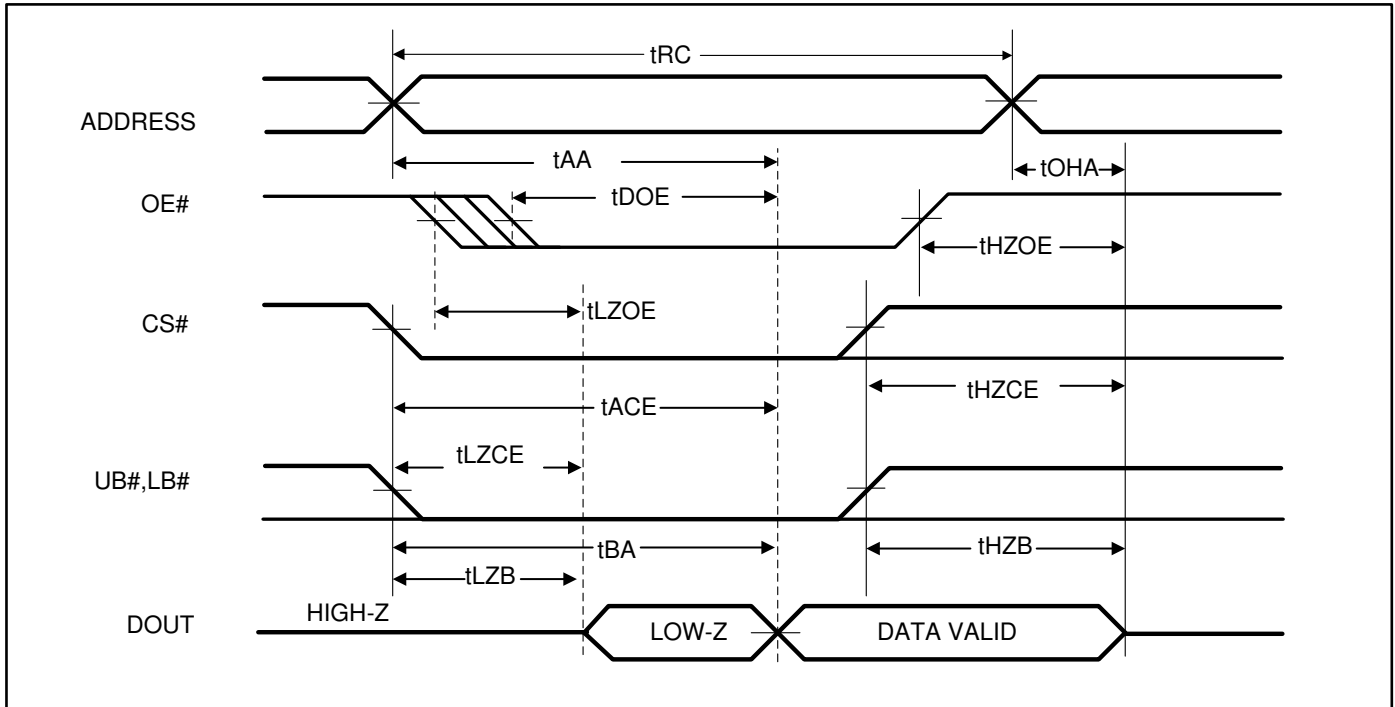 tRC
ADDRESS
tAA
tOHA
OE#
tDOE
tHZOE
tLZOE
CS#
tHZCE
tACE
tLZCE
UB#,LB#
tBA
tHZB
tLZB
HIGH-Z
DOUT
LOW-Z
DATA VALID